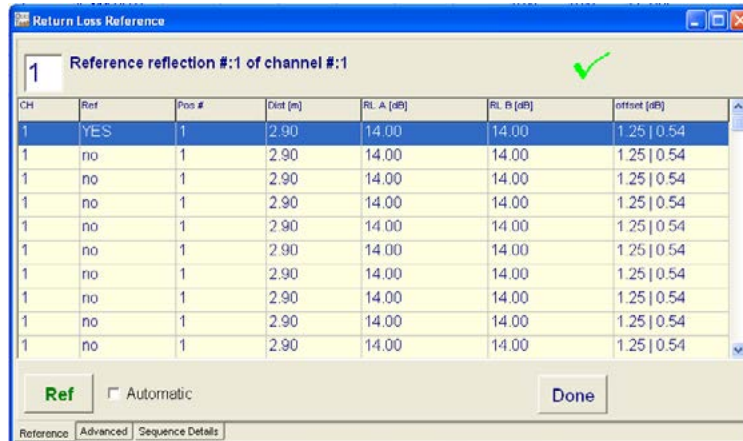 Return Loss Reference
1 Reference reflection #:1 of channel #:1
CH Ref Pos # Dist [m] RL A [dB] RL B [dB] offset [dB]
1 YES 1 2.90 14.00 14.00 1.25 | 0.54
1 no 1 2.90 14.00 14.00 1.25 | 0.54
1 no 1 2.90 14.00 14.00 1.25 | 0.54
1 no 1 2.90 14.00 14.00 1.25 | 0.54
1 no 1 2.90 14.00 14.00 1.25 | 0.54
1 no 1 2.90 14.00 14.00 1.25 | 0.54
1 no 1 2.90 14.00 14.00 1.25 | 0.54
1 no 1 2.90 14.00 14.00 1.25 | 0.54
1 no 1 2.90 14.00 14.00 1.25 | 0.54
1 no 1 2.90 14.00 14.00 1.25 | 0.54
Ref Automatic Done
Reference Advanced Sequence Details